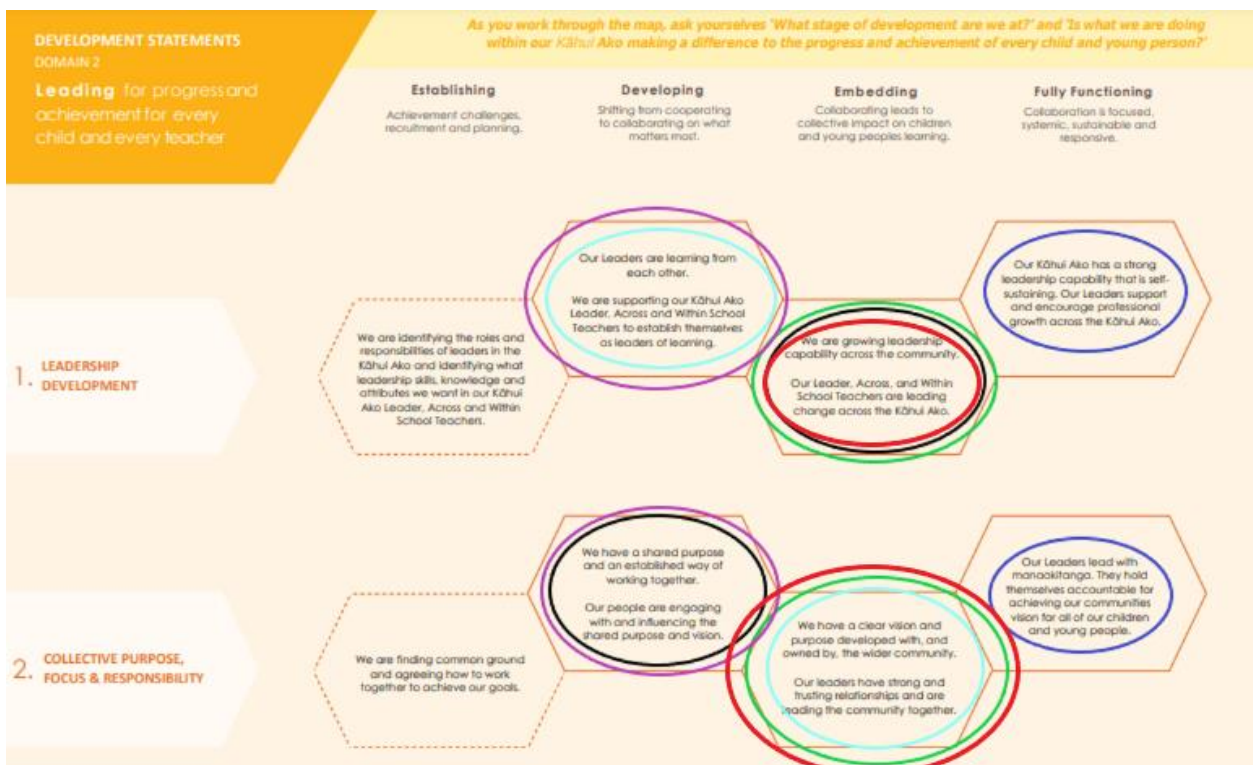 As you work through the map, ask yourselves 'What stage of development are we at?' and 'Is what we are doing
within our Kāhui Ako making a difference to the progress and achievement of every child and young person?'
DEVELOPMENT STATEMENTS
DOMAIN 2
Leading for progress and
achievement for every
child and every teacher
Establishing
Achievement challenges,
recruitment and planning.
Developing
Shifting from cooperating
to collaborating on what
matters most.
Embedding
Collaborating leads to
collective impact on children
and young peoples learning.
Fully Functioning
Collaboration is focused,
systemic, sustainable and
responsive.
1. LEADERSHIP
DEVELOPMENT
We are identifying the roles and
responsibilities of leaders in the
Kāhui Ako and identifying what
leadership skills, knowledge and
attributes we want in our Kāhui
Ako Leader, Across and Within
School Teachers.
Our Leaders are learning from
each other.
We are supporting our Kāhui Ako
Leader, Across and Within School
Teachers to establish themselves
as leaders of learning.
We are growing leadership
capability across the community.
Our Leader, Across, and Within
School Teachers are leading
change across the Kāhui Ako.
Our Kāhui Ako has a strong
leadership capability that is self-
sustaining. Our Leaders support
and encourage professional
growth across the Kāhui Ako.
2. COLLECTIVE PURPOSE,
FOCUS & RESPONSIBILITY
We are finding common ground
and agreeing how to work
together to achieve our goals.
We have a shared purpose
and an established way of
working together.
Our people are engaging
with and influencing the
shared purpose and vision.
We have a clear vision and
purpose developed with, and
owned by, the wider community.
Our leaders have strong and
trusting relationships and are
leading the community together.
Our Leaders lead with
manaakitanga. They hold
themselves accountable for
achieving our communities
vision for all of our children
and young people.